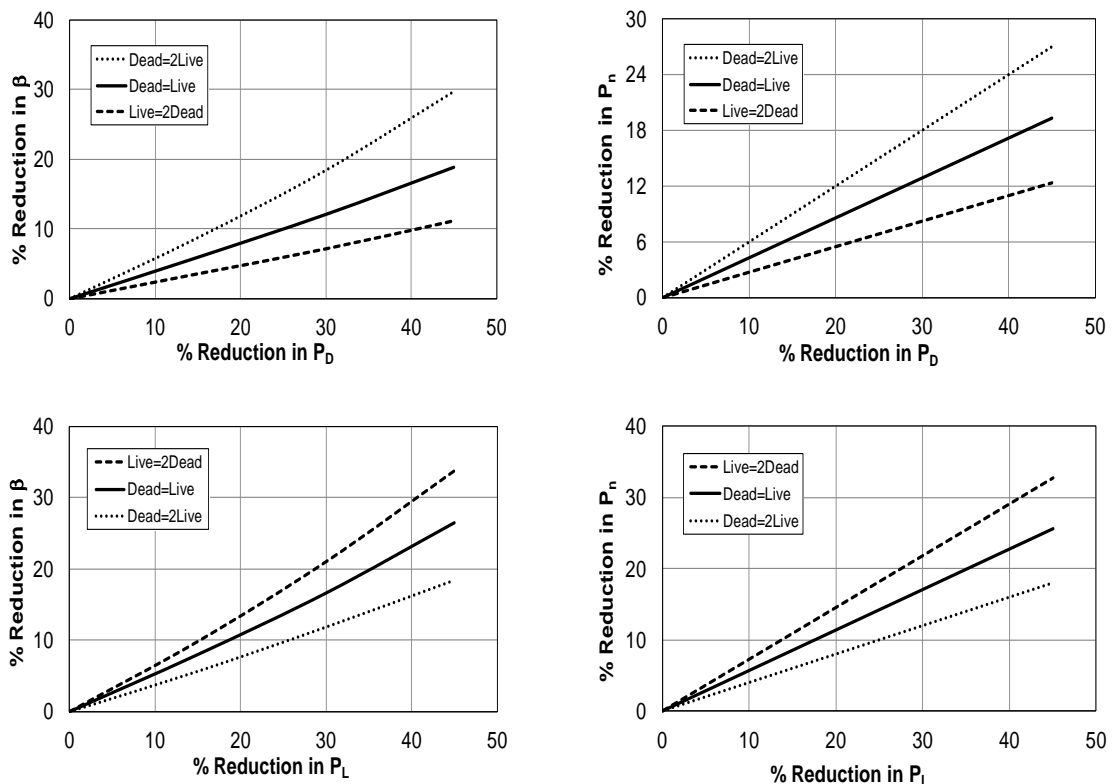 40
30
20
10
0
% Reduction in β
Dead=2Live
Dead=Live
Live=2Dead
0 10 20 30 40 50
% Reduction in P_D
30
24
18
12
6
0
% Reduction in P_n
Dead=2Live
Dead=Live
Live=2Dead
0 10 20 30 40 50
% Reduction in P_D
40
30
20
10
0
% Reduction in β
Live=2Dead
Dead=Live
Dead=2Live
0 10 20 30 40 50
% Reduction in P_L
40
30
20
10
0
% Reduction in P_n
Live=2Dead
Dead=Live
Dead=2Live
0 10 20 30 40 50
% Reduction in P_L